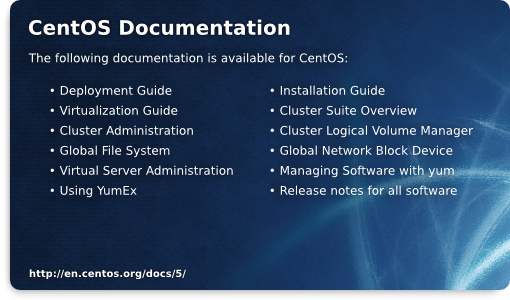 CentOS Documentation
The following documentation is available for CentOS:
• Deployment Guide
• Virtualization Guide
• Cluster Administration
• Global File System
• Virtual Server Administration
• Using YumEx
• Installation Guide
• Cluster Suite Overview
• Cluster Logical Volume Manager
• Global Network Block Device
• Managing Software with yum
• Release notes for all software
http://en.centos.org/docs/5/